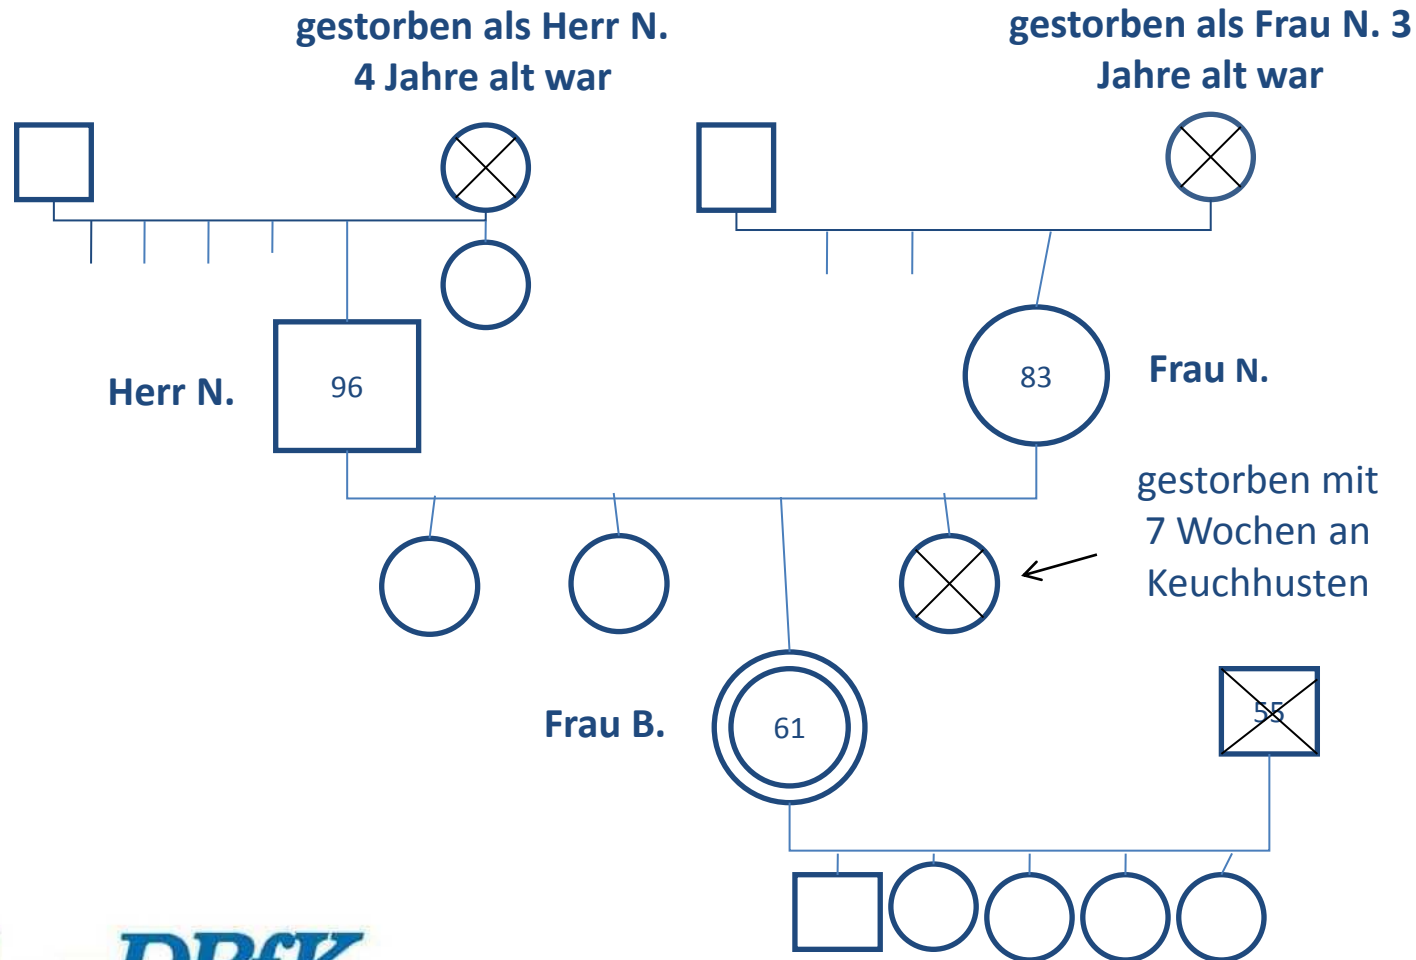 gestorben als Herr N.
4 Jahre alt war
gestorben als Frau N. 3
Jahre alt war
Herr N.
96
83
Frau N.
gestorben mit
7 Wochen an
Keuchhusten
Frau B.
61
55
DBfK